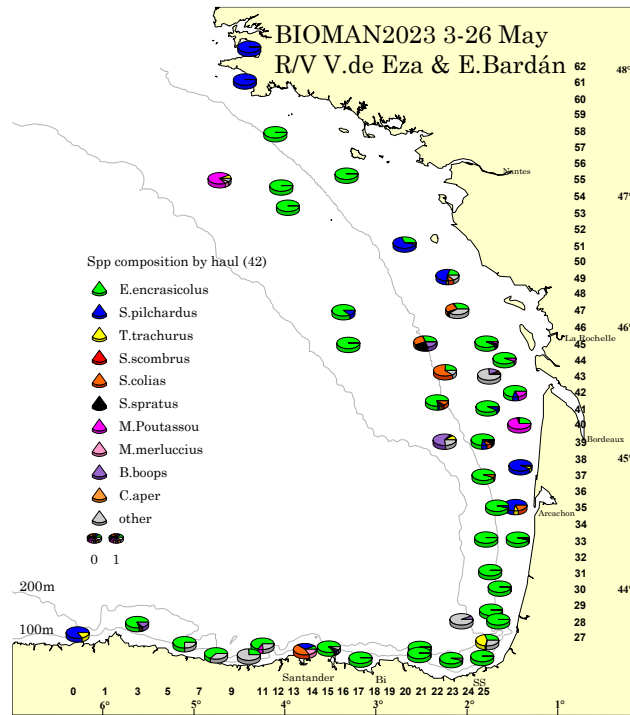 BIOMAN2023 3-26 May
R/V V.de Eza & E.Bardán
62
61
60
59
58
57
56
55
54
53
52
51
50
49
48
47
46
45
44
43
42
41
40
39
38
37
36
35
34
33
32
31
30
29
28
27
48°
47°
46°
45°
44°
Nantes
La Rochelle
Bordeaux
Arcachon
Spp composition by haul (42)
E.encrasicolus
S.pilchardus
T.trachurus
S.scombrus
S.colias
S.spratus
M.Poutassou
M.merluccius
B.boops
C.aper
other
0 1
200m
100m
Santander
Bi
SS
0 1 3 5 7 9 11 12 13 14 15 16 17 18 19 20 21 22 23 24 25
6° 5° 4° 3° 2° 1°